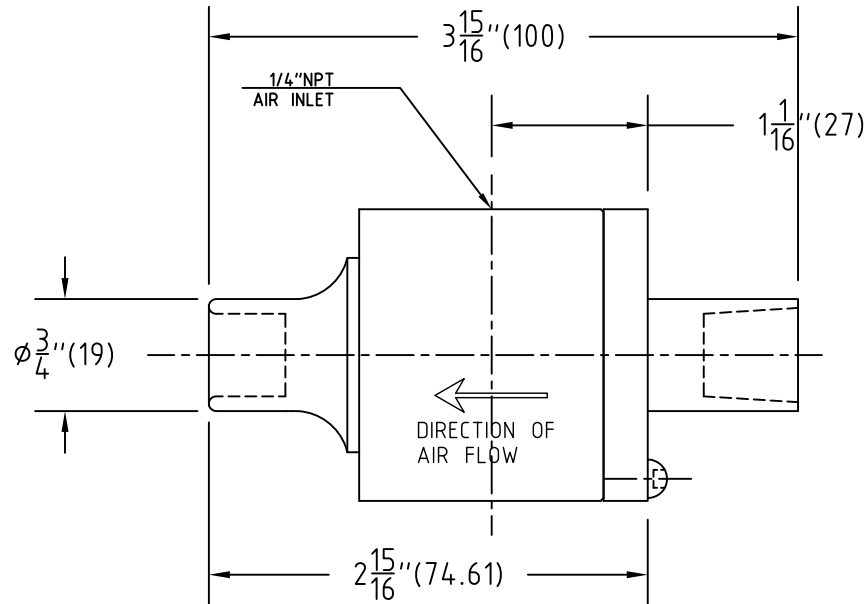 3 15/16"(100)
1/4"NPT
AIR INLET
1 1/16"(27)
Ø 3/4"(19)
DIRECTION OF
AIR FLOW
2 15/16"(74.61)